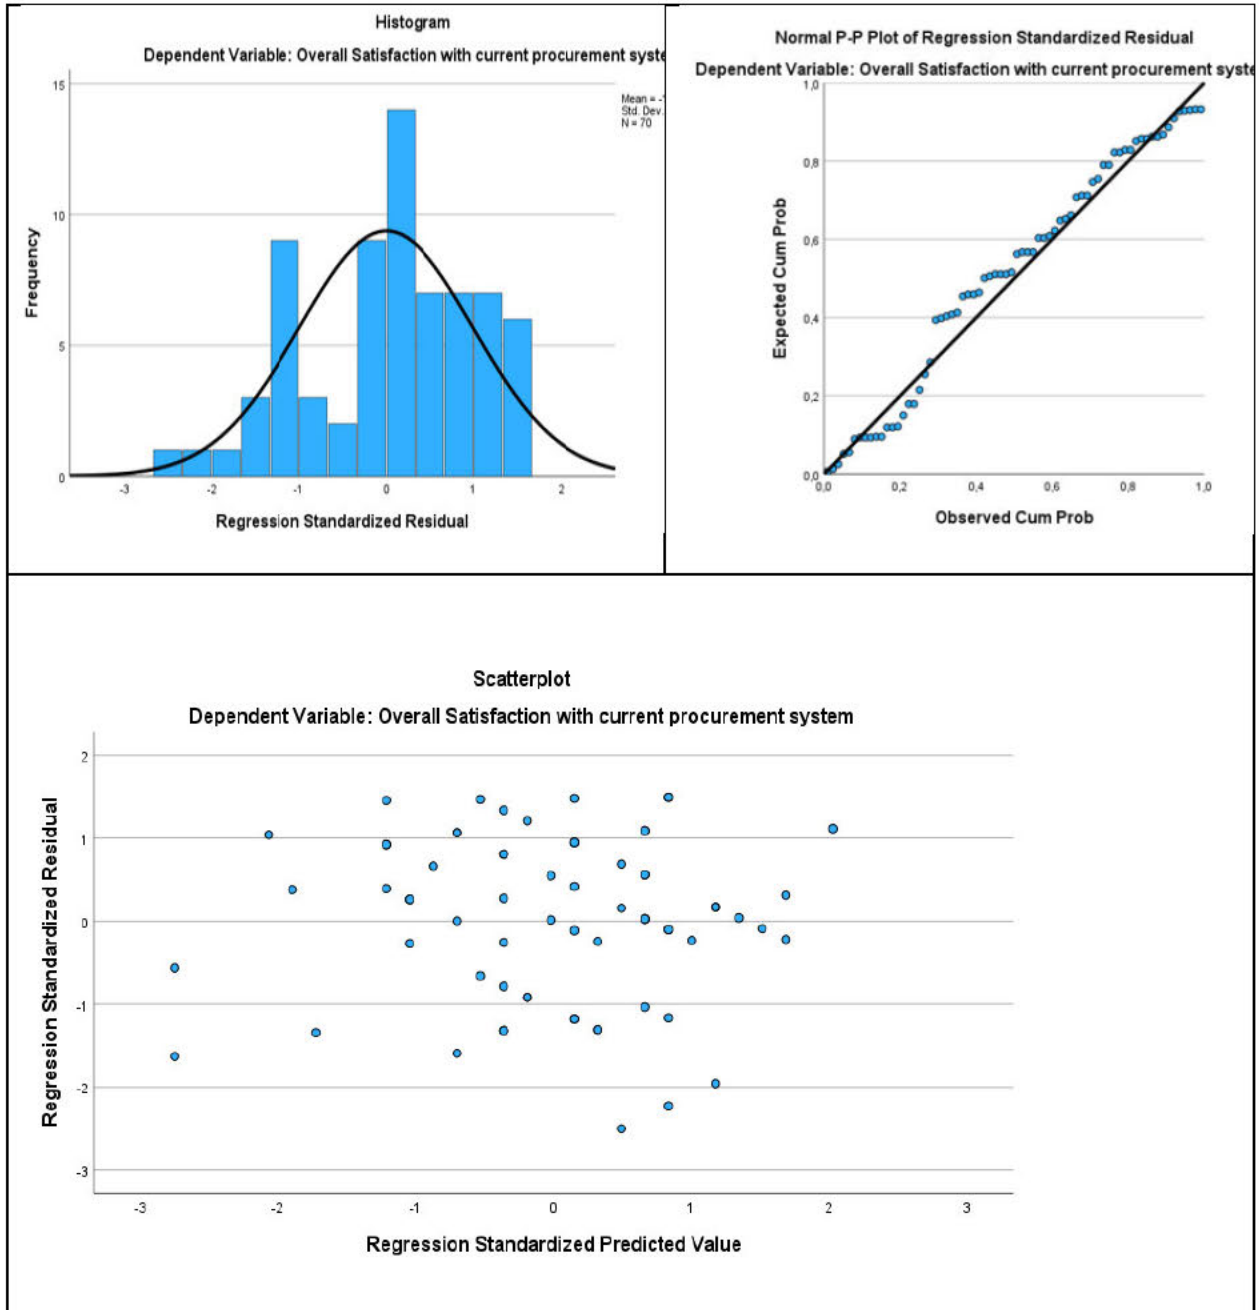 Histogram
Dependent Variable: Overall Satisfaction with current procurement syste
Mean = -
Std. Dev.
N = 70
15
10
5
0
Frequency
-3 -2 -1 0 1 2
Regression Standardized Residual
Normal P-P Plot of Regression Standardized Residual
Dependent Variable: Overall Satisfaction with current procurement syste
1,0
0,8
0,6
0,4
0,2
0,0
Expected Cum Prob
0,0 0,2 0,4 0,6 0,8 1,0
Observed Cum Prob
Scatterplot
Dependent Variable: Overall Satisfaction with current procurement system
2
1
0
-1
-2
-3
Regression Standardized Residual
-3 -2 -1 0 1 2 3
Regression Standardized Predicted Value